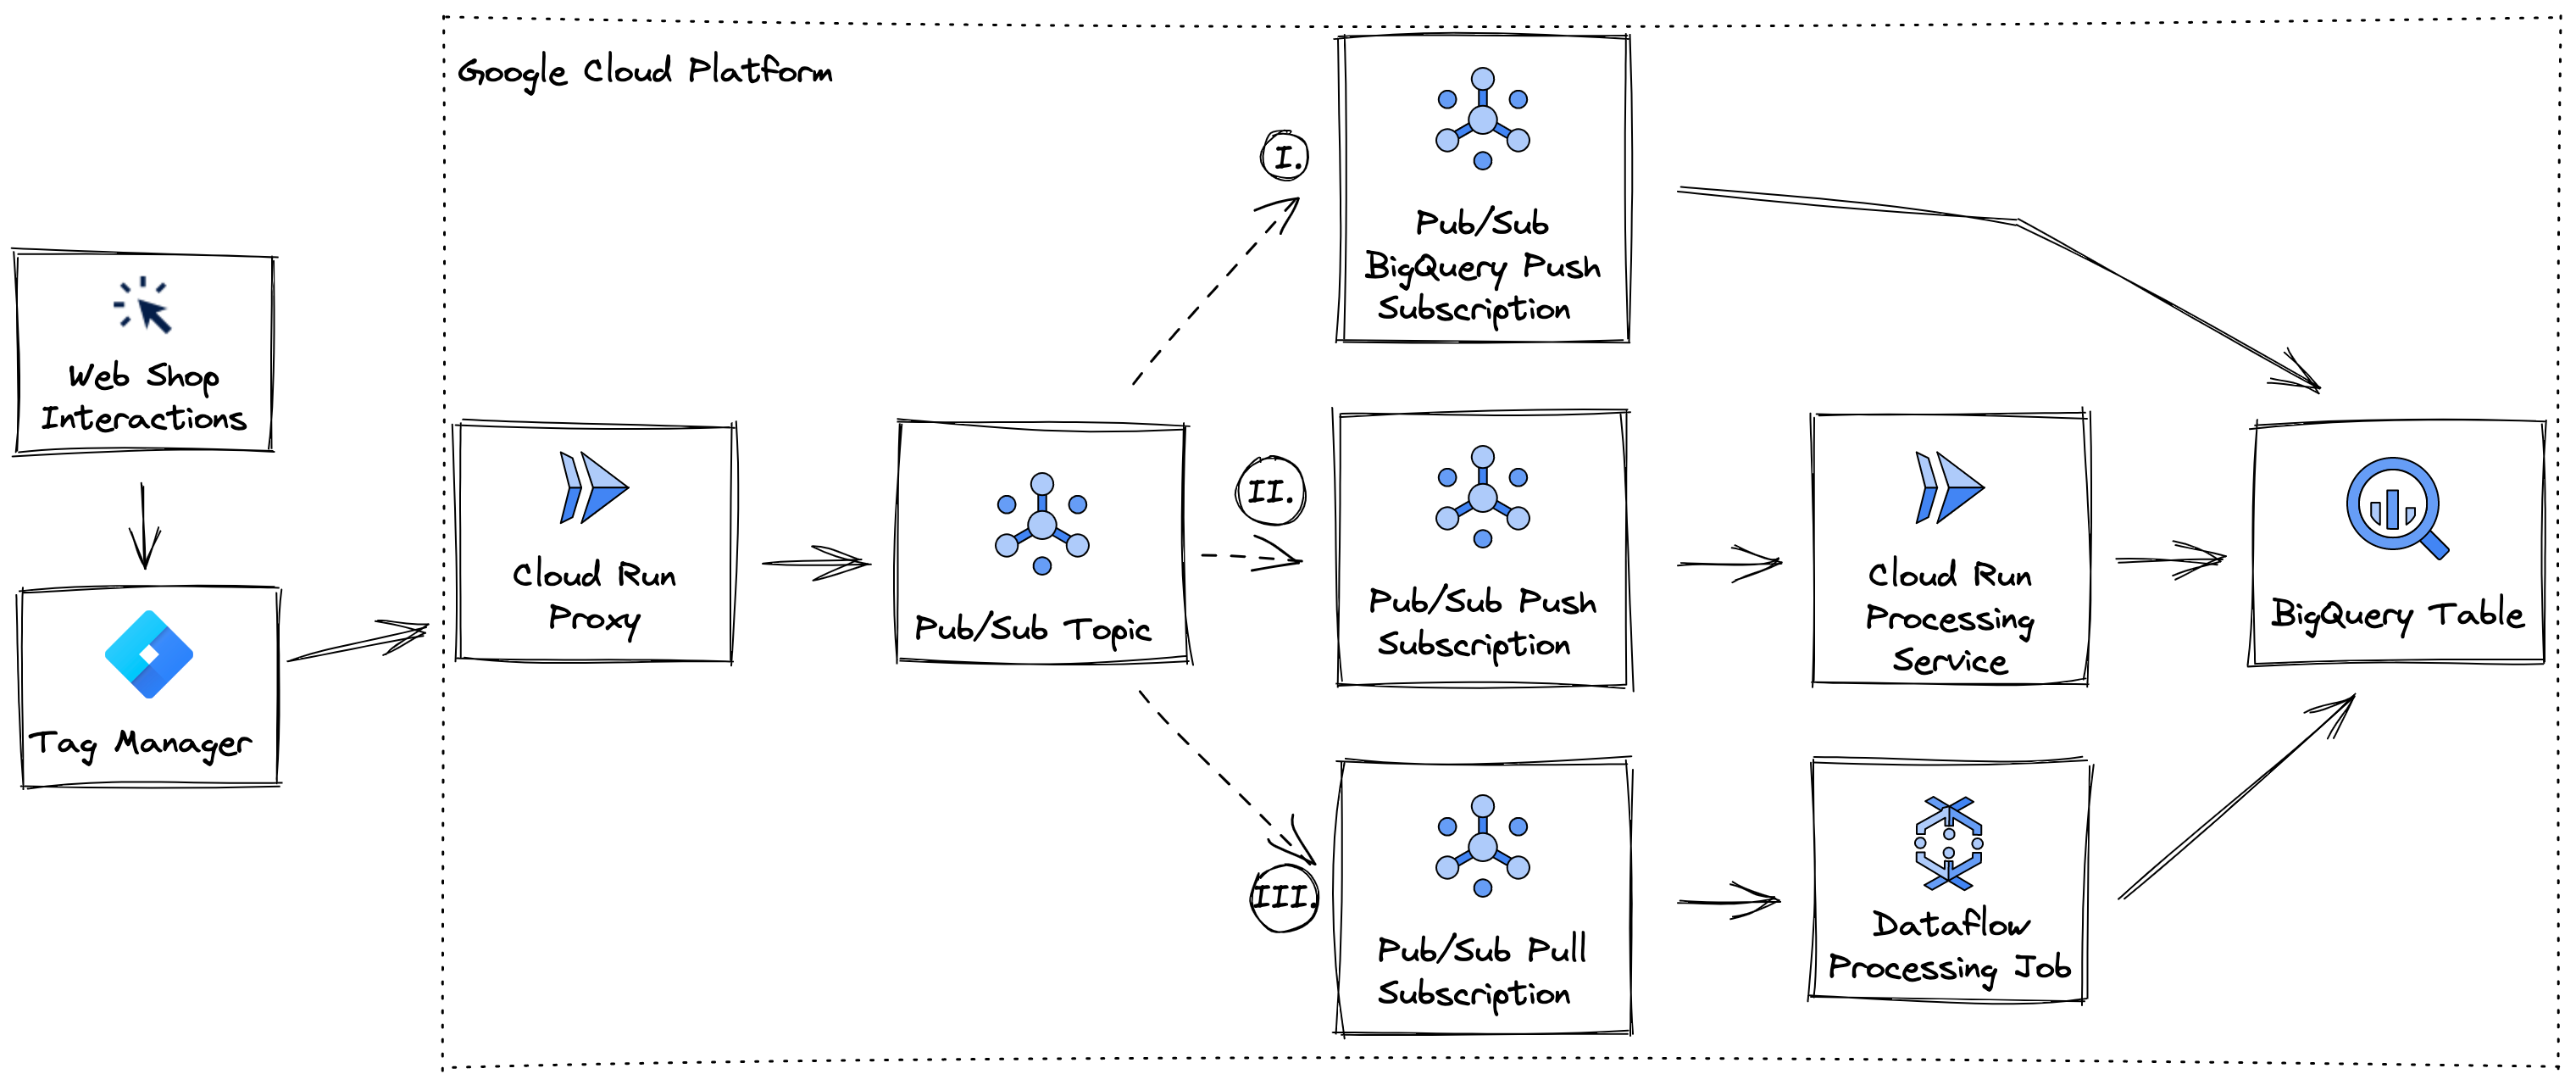 Google Cloud Platform
Web Shop
Interactions
Tag Manager
Cloud Run
Proxy
Pub/Sub Topic
I.
Pub/Sub
BigQuery Push
Subscription
II.
Pub/Sub Push
Subscription
Cloud Run
Processing
Service
III.
Pub/Sub Pull
Subscription
Dataflow
Processing Job
BigQuery Table